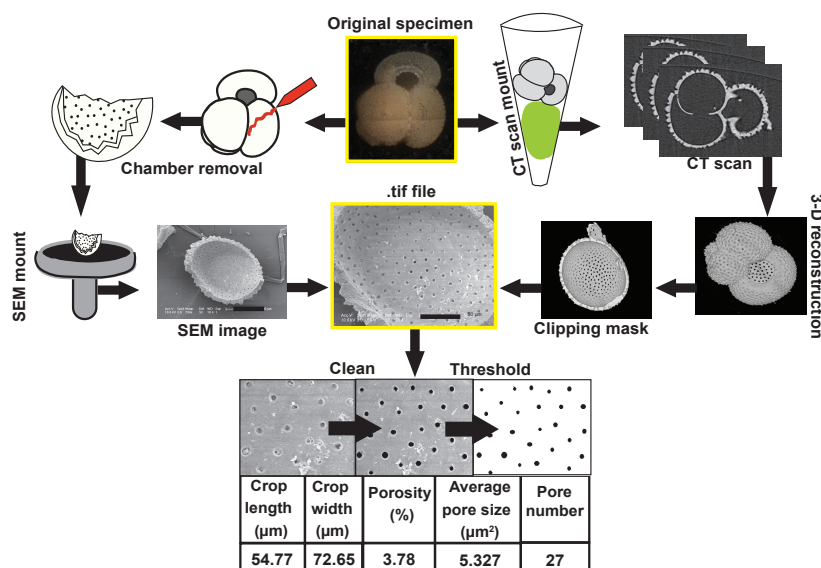 Original specimen
Chamber removal
CT scan mount
CT scan
3-D reconstruction
SEM mount
SEM image
.tif file
50 µm
Clipping mask
Clean
Threshold
Crop length (µm)
Crop width (µm)
Porosity (%)
Average pore size (µm²)
Pore number
54.77
72.65
3.78
5.327
27